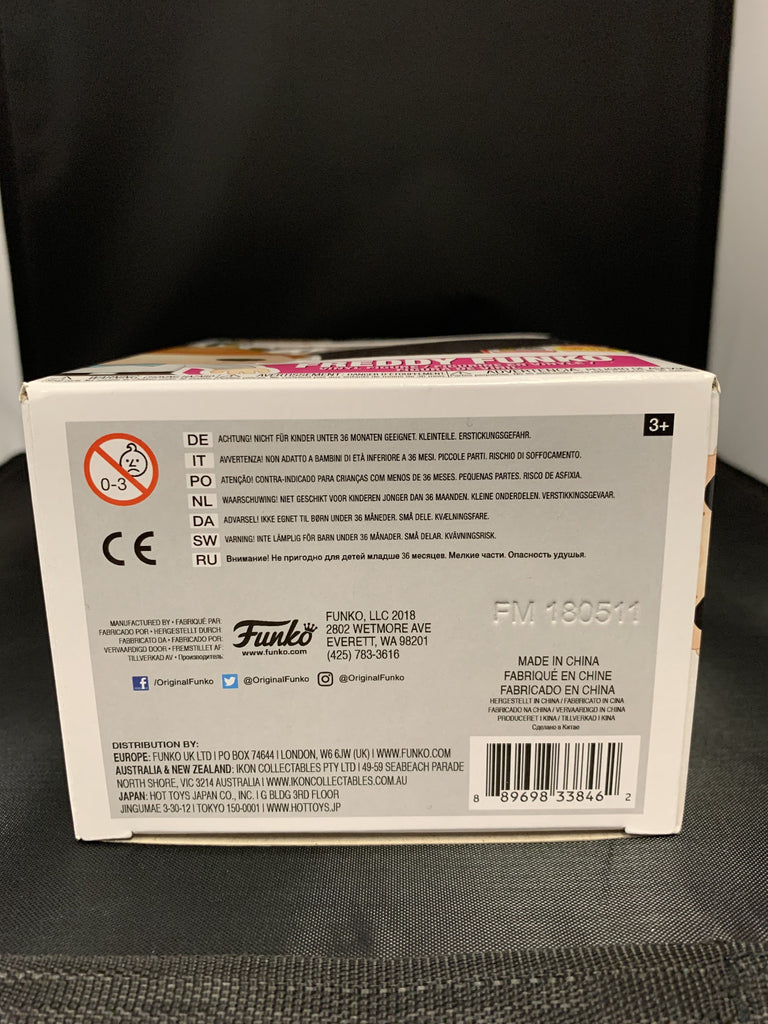 FREDDY FUNKO
AVERTISSEMENT
ADVERTENCIA
3+
0-3
DE ACHTUNG! NICHT FÜR KINDER UNTER 36 MONATEN GEEIGNET. KLEINTEILE. ERSTICKUNGSGEFAHR.
IT AVVERTENZA! NON ADATTO A BAMBINI DI ETÀ INFERIORE A 36 MESI. PICCOLE PARTI. RISCHIO DI SOFFOCAMENTO.
PO ATENÇÃO! CONTRA-INDICADO PARA CRIANÇAS COM MENOS DE 36 MESES. PEQUENAS PARTES. RISCO DE ASFIXIA.
NL WAARSCHUWING! NIET GESCHIKT VOOR KINDEREN JONGER DAN 36 MAANDEN. KLEINE ONDERDELEN. VERSTIKKINGSGEVAAR.
DA ADVARSEL! IKKE EGNET TIL BØRN UNDER 36 MÅNEDER. SMÅ DELE. KVÆLNINGSFARE.
SW VARNING! INTE LÄMPLIG FÖR BARN UNDER 36 MÅNADER. SMÅ DELAR. KVÄVNINGSRISK.
RU Внимание! Не пригодно для детей младше 36 месяцев. Мелкие части. Опасность удушья.
CE
MANUFACTURED BY • FABRIQUÉ PAR:
FABRICADO POR • HERGESTELLT DURCH:
FABBRICATO DA • FABRICADO POR:
VERVAARDIGD DOOR • FREMSTILLET AF:
TILLVERKAD AV • Производитель:
Funko
www.funko.com
FUNKO, LLC 2018
2802 WETMORE AVE
EVERETT, WA 98201
(425) 783-3616
/OriginalFunko @OriginalFunko @OriginalFunko
FM 180511
MADE IN CHINA
FABRIQUÉ EN CHINE
FABRICADO EN CHINA
HERGESTELLT IN CHINA / FABBRICATO IN CINA
FABRICADO NA CHINA / VERVAARDIGD IN CHINA
PRODUCERET I KINA / TILLVERKAD I KINA
Сделано в Китае
DISTRIBUTION BY:
EUROPE: FUNKO UK LTD | PO BOX 74644 | LONDON, W6 6JW (UK) | WWW.FUNKO.COM
AUSTRALIA & NEW ZEALAND: IKON COLLECTABLES PTY LTD | 49-59 SEABEACH PARADE
NORTH SHORE, VIC 3214 AUSTRALIA | WWW.IKONCOLLECTABLES.COM.AU
JAPAN: HOT TOYS JAPAN CO., INC. | G BLDG 3RD FLOOR
JINGUMAE 3-30-12 | TOKYO 150-0001 | WWW.HOTTOYS.JP
8 89698 33846 2